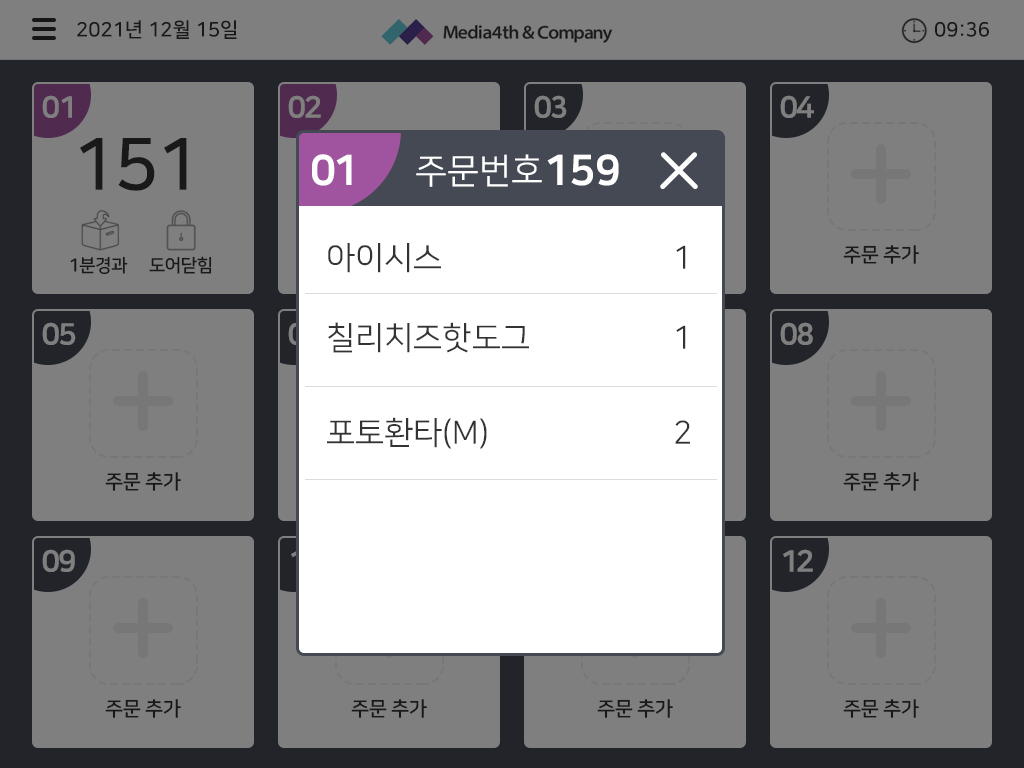 2021년 12월 15일
Media4th & Company
09:36
01
02
03
04
151
1분경과
도어닫힘
주문 추가
01
주문번호 159
아이시스 1
칠리치즈핫도그 1
포토환타(M) 2
05
08
주문 추가
주문 추가
09
12
주문 추가
주문 추가
주문 추가
주문 추가